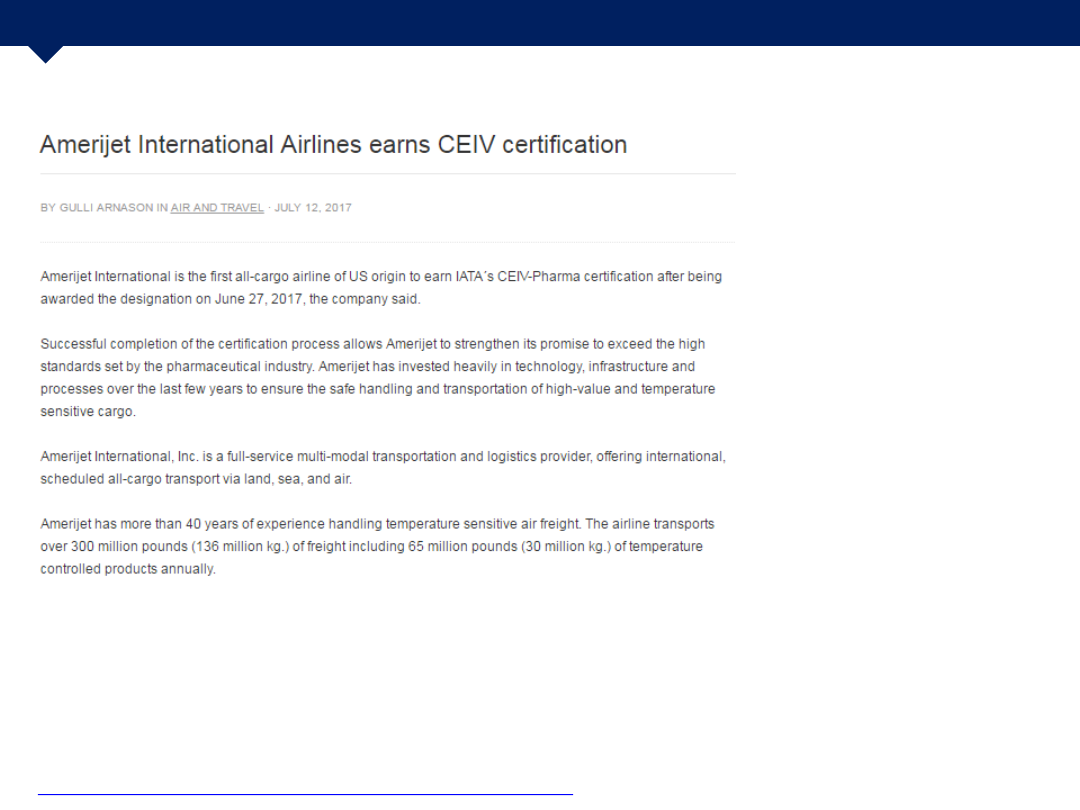 Amerijet International Airlines earns CEIV certification
BY GULLI ARNASON IN AIR AND TRAVEL · JULY 12, 2017
Amerijet International is the first all-cargo airline of US origin to earn IATA´s CEIV-Pharma certification after being
awarded the designation on June 27, 2017, the company said.
Successful completion of the certification process allows Amerijet to strengthen its promise to exceed the high
standards set by the pharmaceutical industry. Amerijet has invested heavily in technology, infrastructure and
processes over the last few years to ensure the safe handling and transportation of high-value and temperature
sensitive cargo.
Amerijet International, Inc. is a full-service multi-modal transportation and logistics provider, offering international,
scheduled all-cargo transport via land, sea, and air.
Amerijet has more than 40 years of experience handling temperature sensitive air freight. The airline transports
over 300 million pounds (136 million kg.) of freight including 65 million pounds (30 million kg.) of temperature
controlled products annually.